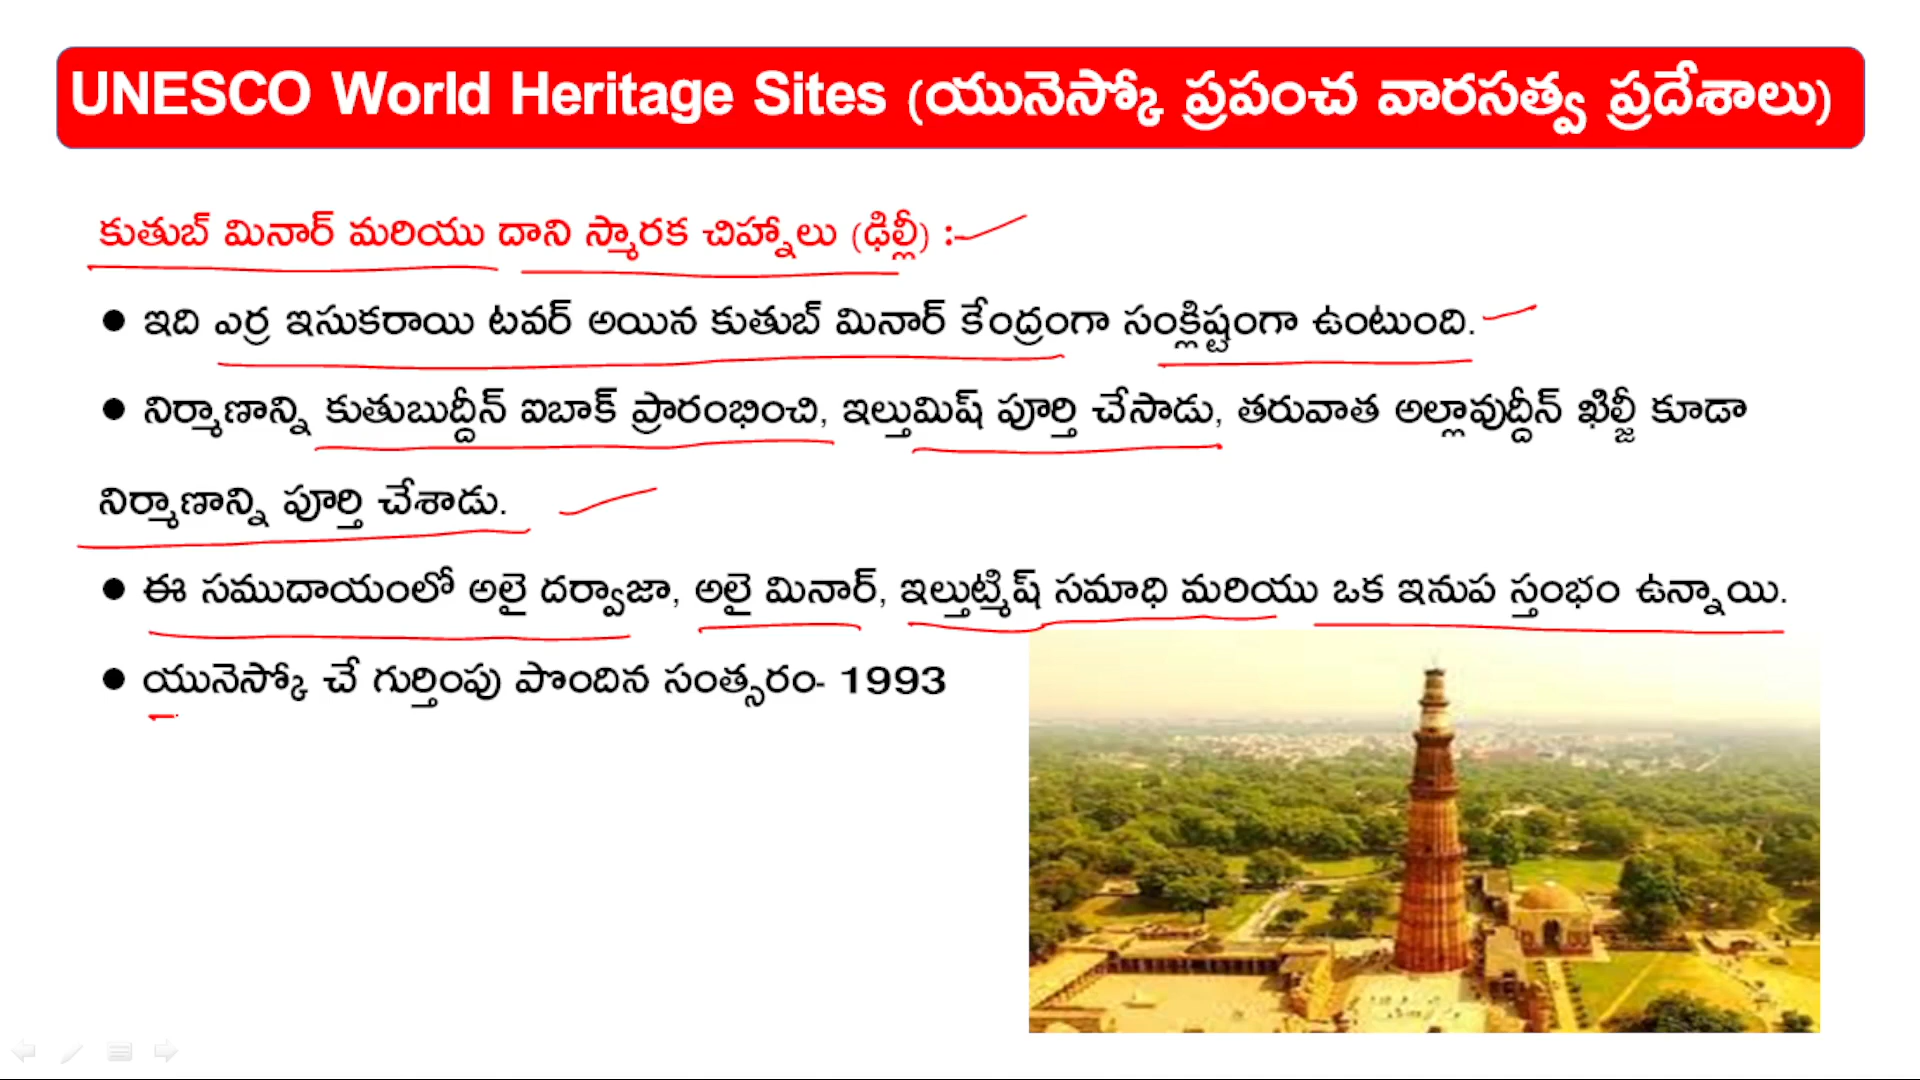 UNESCO World Heritage Sites (యునెస్కో ప్రపంచ వారసత్వ ప్రదేశాలు)
కుతుబ్ మినార్ మరియు దాని స్మారక చిహ్నాలు (ఢిల్లీ) :-
● ఇది ఎర్ర ఇసుకరాయి టవర్ అయిన కుతుబ్ మినార్ కేంద్రంగా సంక్లిష్టంగా ఉంటుంది.
● నిర్మాణాన్ని కుతుబుద్దీన్ ఐబాక్ ప్రారంభించి, ఇల్తుమిష్ పూర్తి చేసాడు, తరువాత అల్లావుద్దీన్ ఖిల్జీ కూడా
నిర్మాణాన్ని పూర్తి చేశాడు.
● ఈ సముదాయంలో అలై దర్వాజా, అలై మినార్, ఇల్తుట్మిష్ సమాధి మరియు ఒక ఇనుప స్తంభం ఉన్నాయి.
● యునెస్కో చే గుర్తింపు పొందిన సంత్సరం- 1993